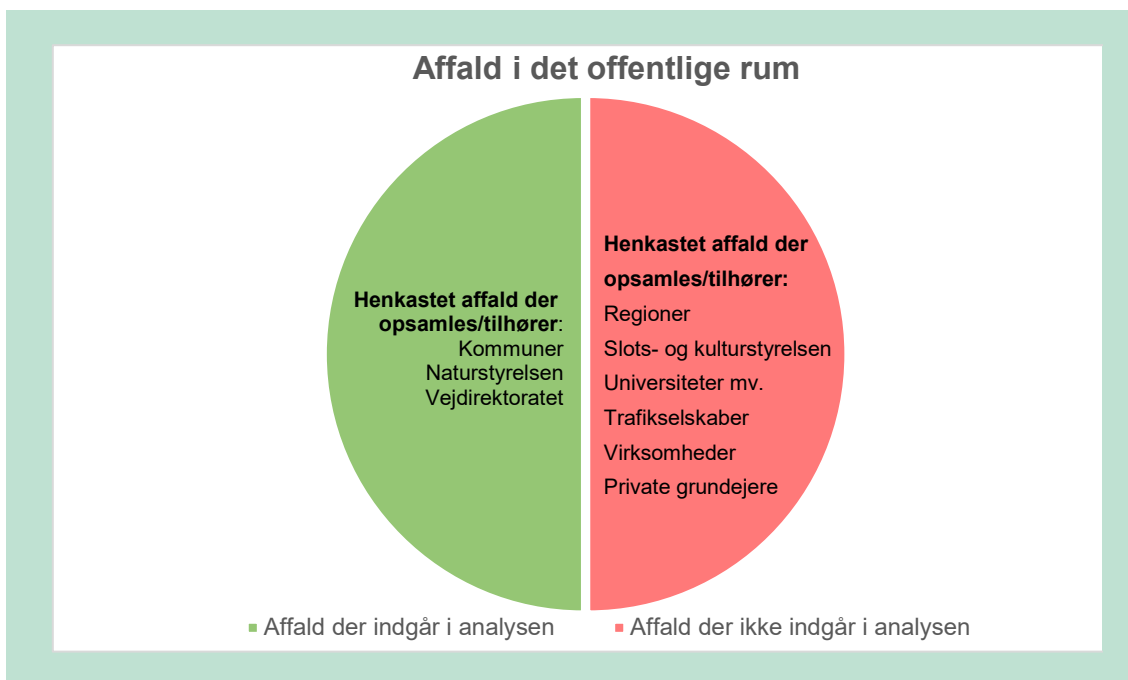 Affald i det offentlige rum
Henkastet affald der
opsamles/tilhører:
Kommuner
Naturstyrelsen
Vejdirektoratet
Henkastet affald der
opsamles/tilhører:
Regioner
Slots- og kulturstyrelsen
Universiteter mv.
Trafikselskaber
Virksomheder
Private grundejere
Affald der indgår i analysen
Affald der ikke indgår i analysen